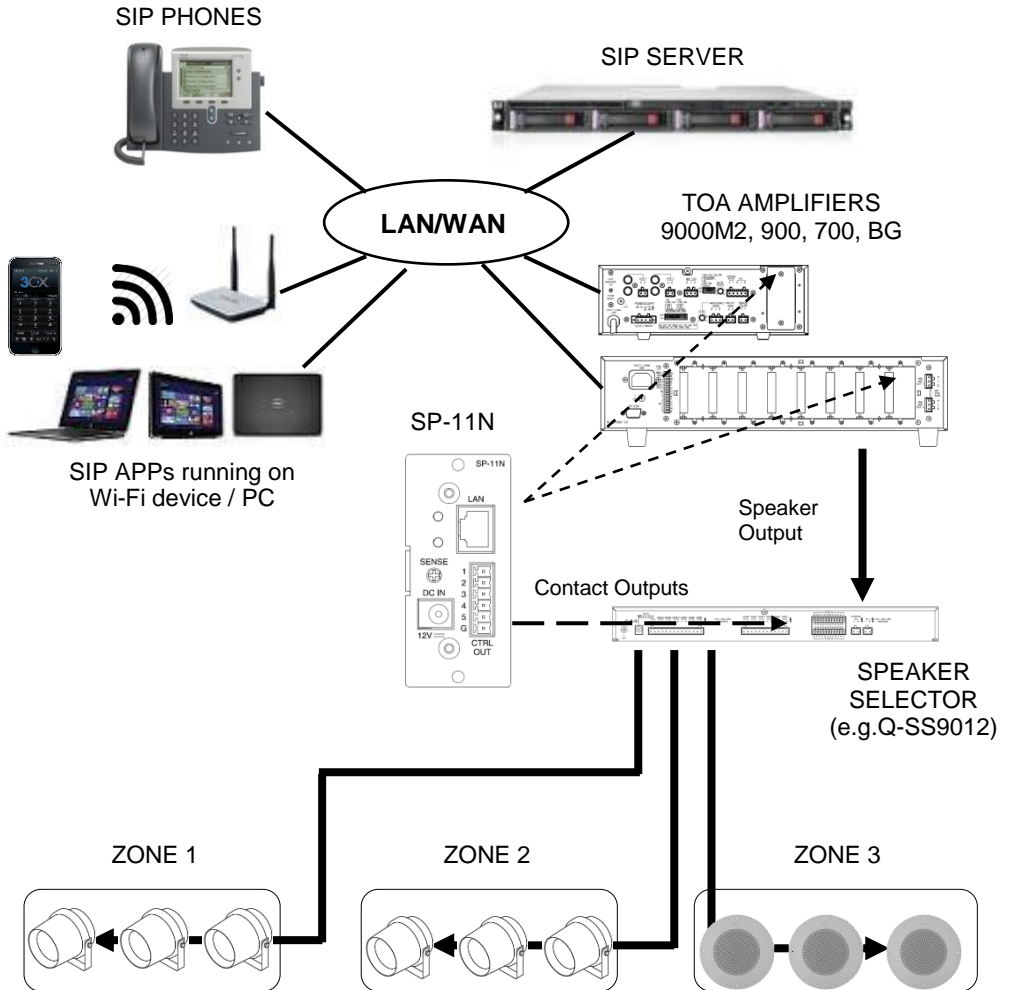 SIP PHONES
SIP SERVER
LAN/WAN
TOA AMPLIFIERS
9000M2, 900, 700, BG
3CX
SIP APPs running on
Wi-Fi device / PC
SP-11N
SP-11N
LAN
SENSE
DC IN
12V
1
2
3
4
5
G
CTRL
OUT
Speaker
Output
Contact Outputs
SPEAKER
SELECTOR
(e.g.Q-SS9012)
ZONE 1
ZONE 2
ZONE 3